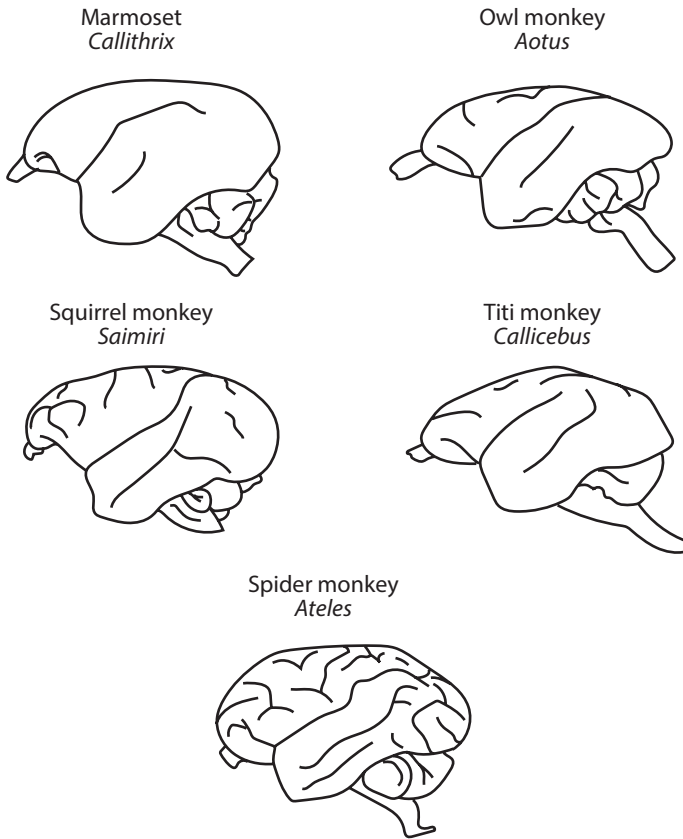 Marmoset
Callithrix
Owl monkey
Aotus
Squirrel monkey
Saimiri
Titi monkey
Callicebus
Spider monkey
Ateles